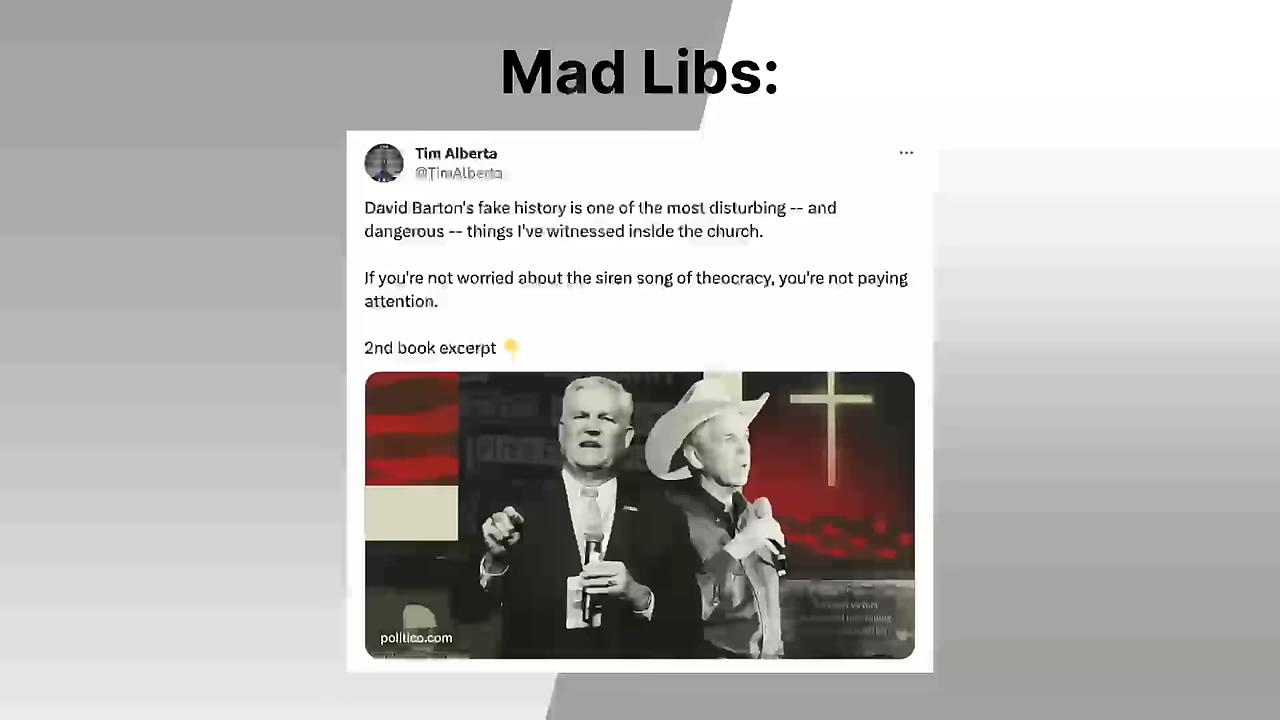 Mad Libs:
Tim Alberta
@TimAlberta
David Barton's fake history is one of the most disturbing -- and
dangerous -- things I've witnessed inside the church.
If you're not worried about the siren song of theocracy, you're not paying
attention.
2nd book excerpt 👇
politico.com